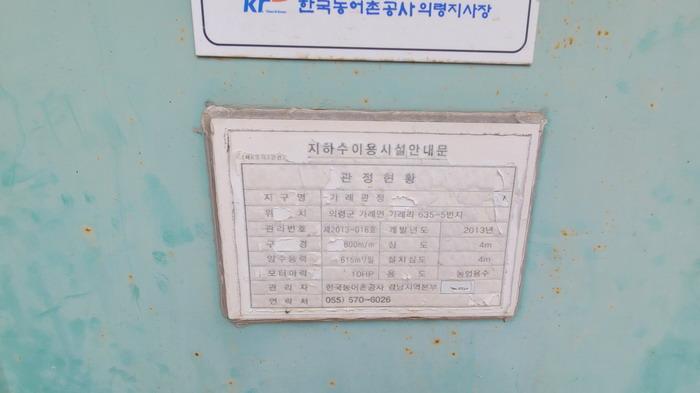 한국농어촌공사 의령지사장
지하수이용시설안내문
관정현황
지구명 가례관정
위치 의령군 가례면 가례리 635-5번지
관리번호 제2013-016호 개발년도 2013년
구경 800m/m 심도 4m
양수능력 615m³/일 설치심도 4m
모터마력 10HP 용도 농업용수
관리자 한국농어촌공사 경남지역본부
연락처 055) 570-6026